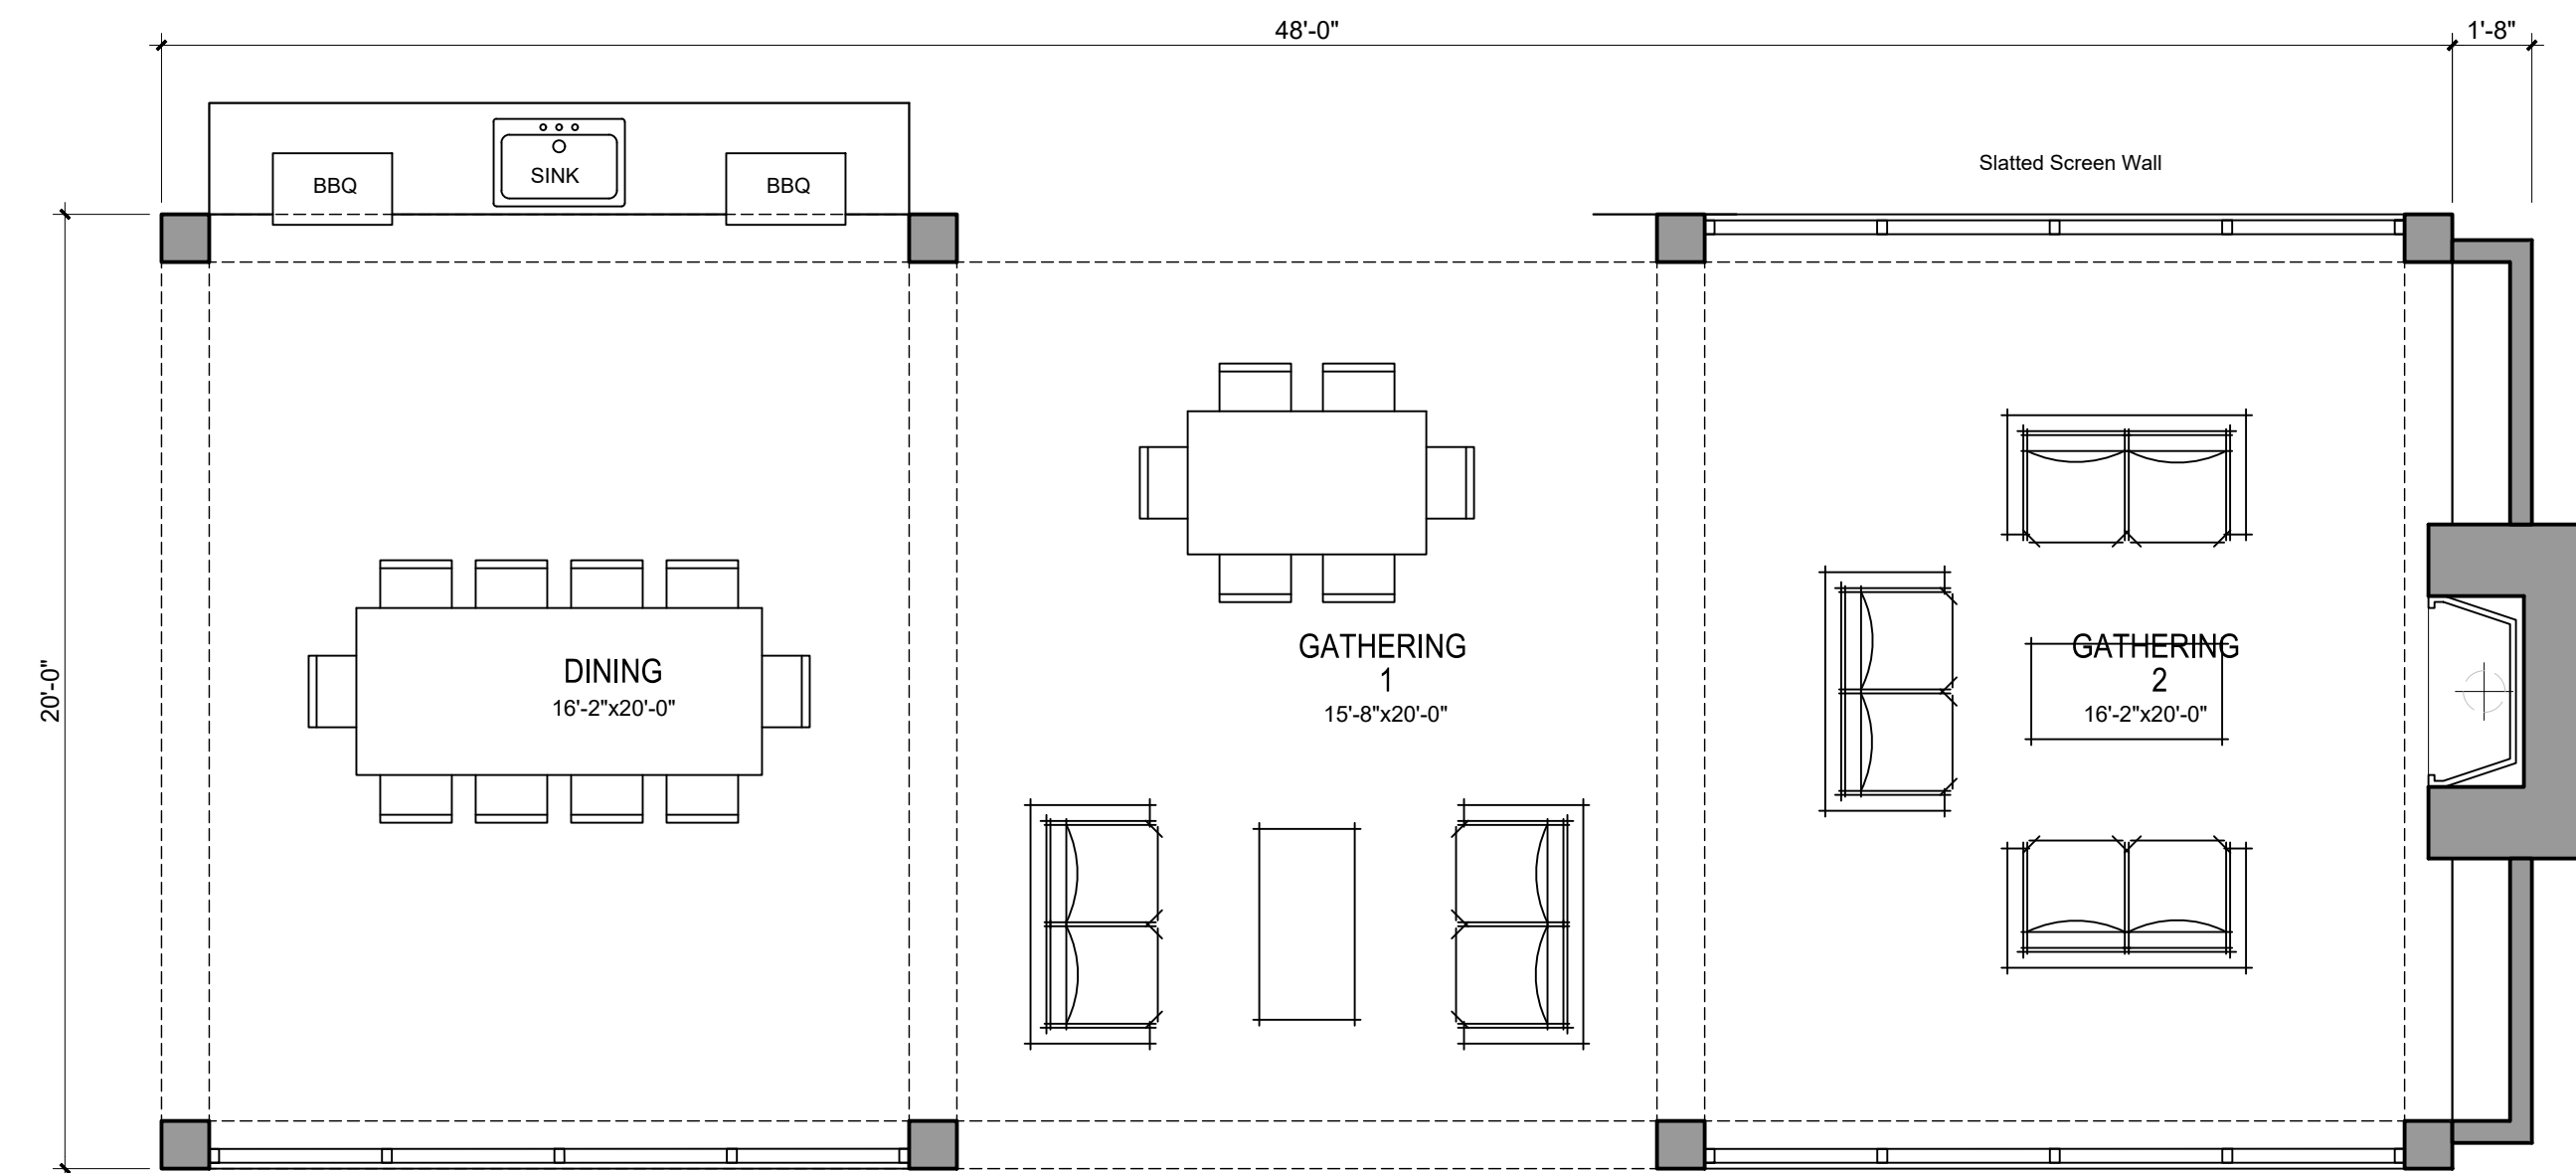 48'-0"
1'-8"
BBQ
SINK
BBQ
Slatted Screen Wall
20'-0"
DINING
16'-2"x20'-0"
GATHERING
1
15'-8"x20'-0"
GATHERING
2
16'-2"x20'-0"